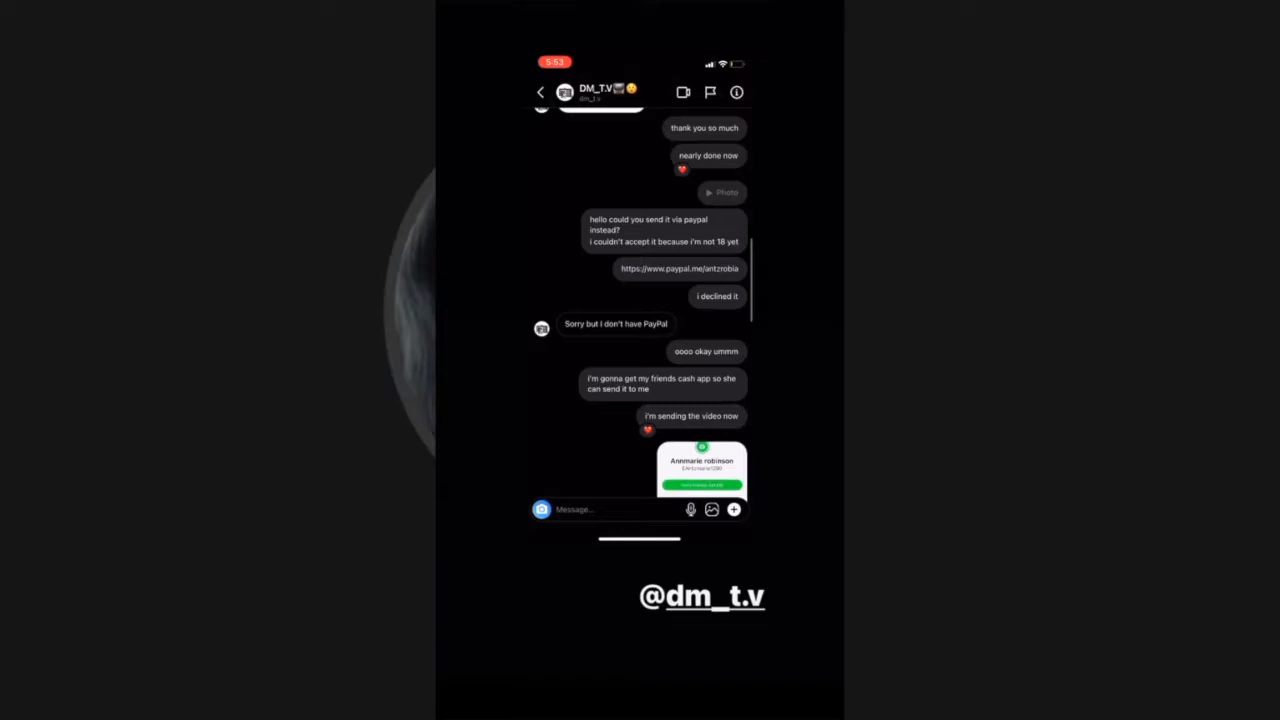 5:53
DM_T.V
dm_t.v
thank you so much
nearly done now
Photo
hello could you send it via paypal
instead?
i couldn't accept it because i'm not 18 yet
https://www.paypal.me/antzrobia
i declined it
Sorry but I don't have PayPal
oooo okay ummm
i'm gonna get my friends cash app so she
can send it to me
i'm sending the video now
Annmarie robinson
Message...
@dm_t.v